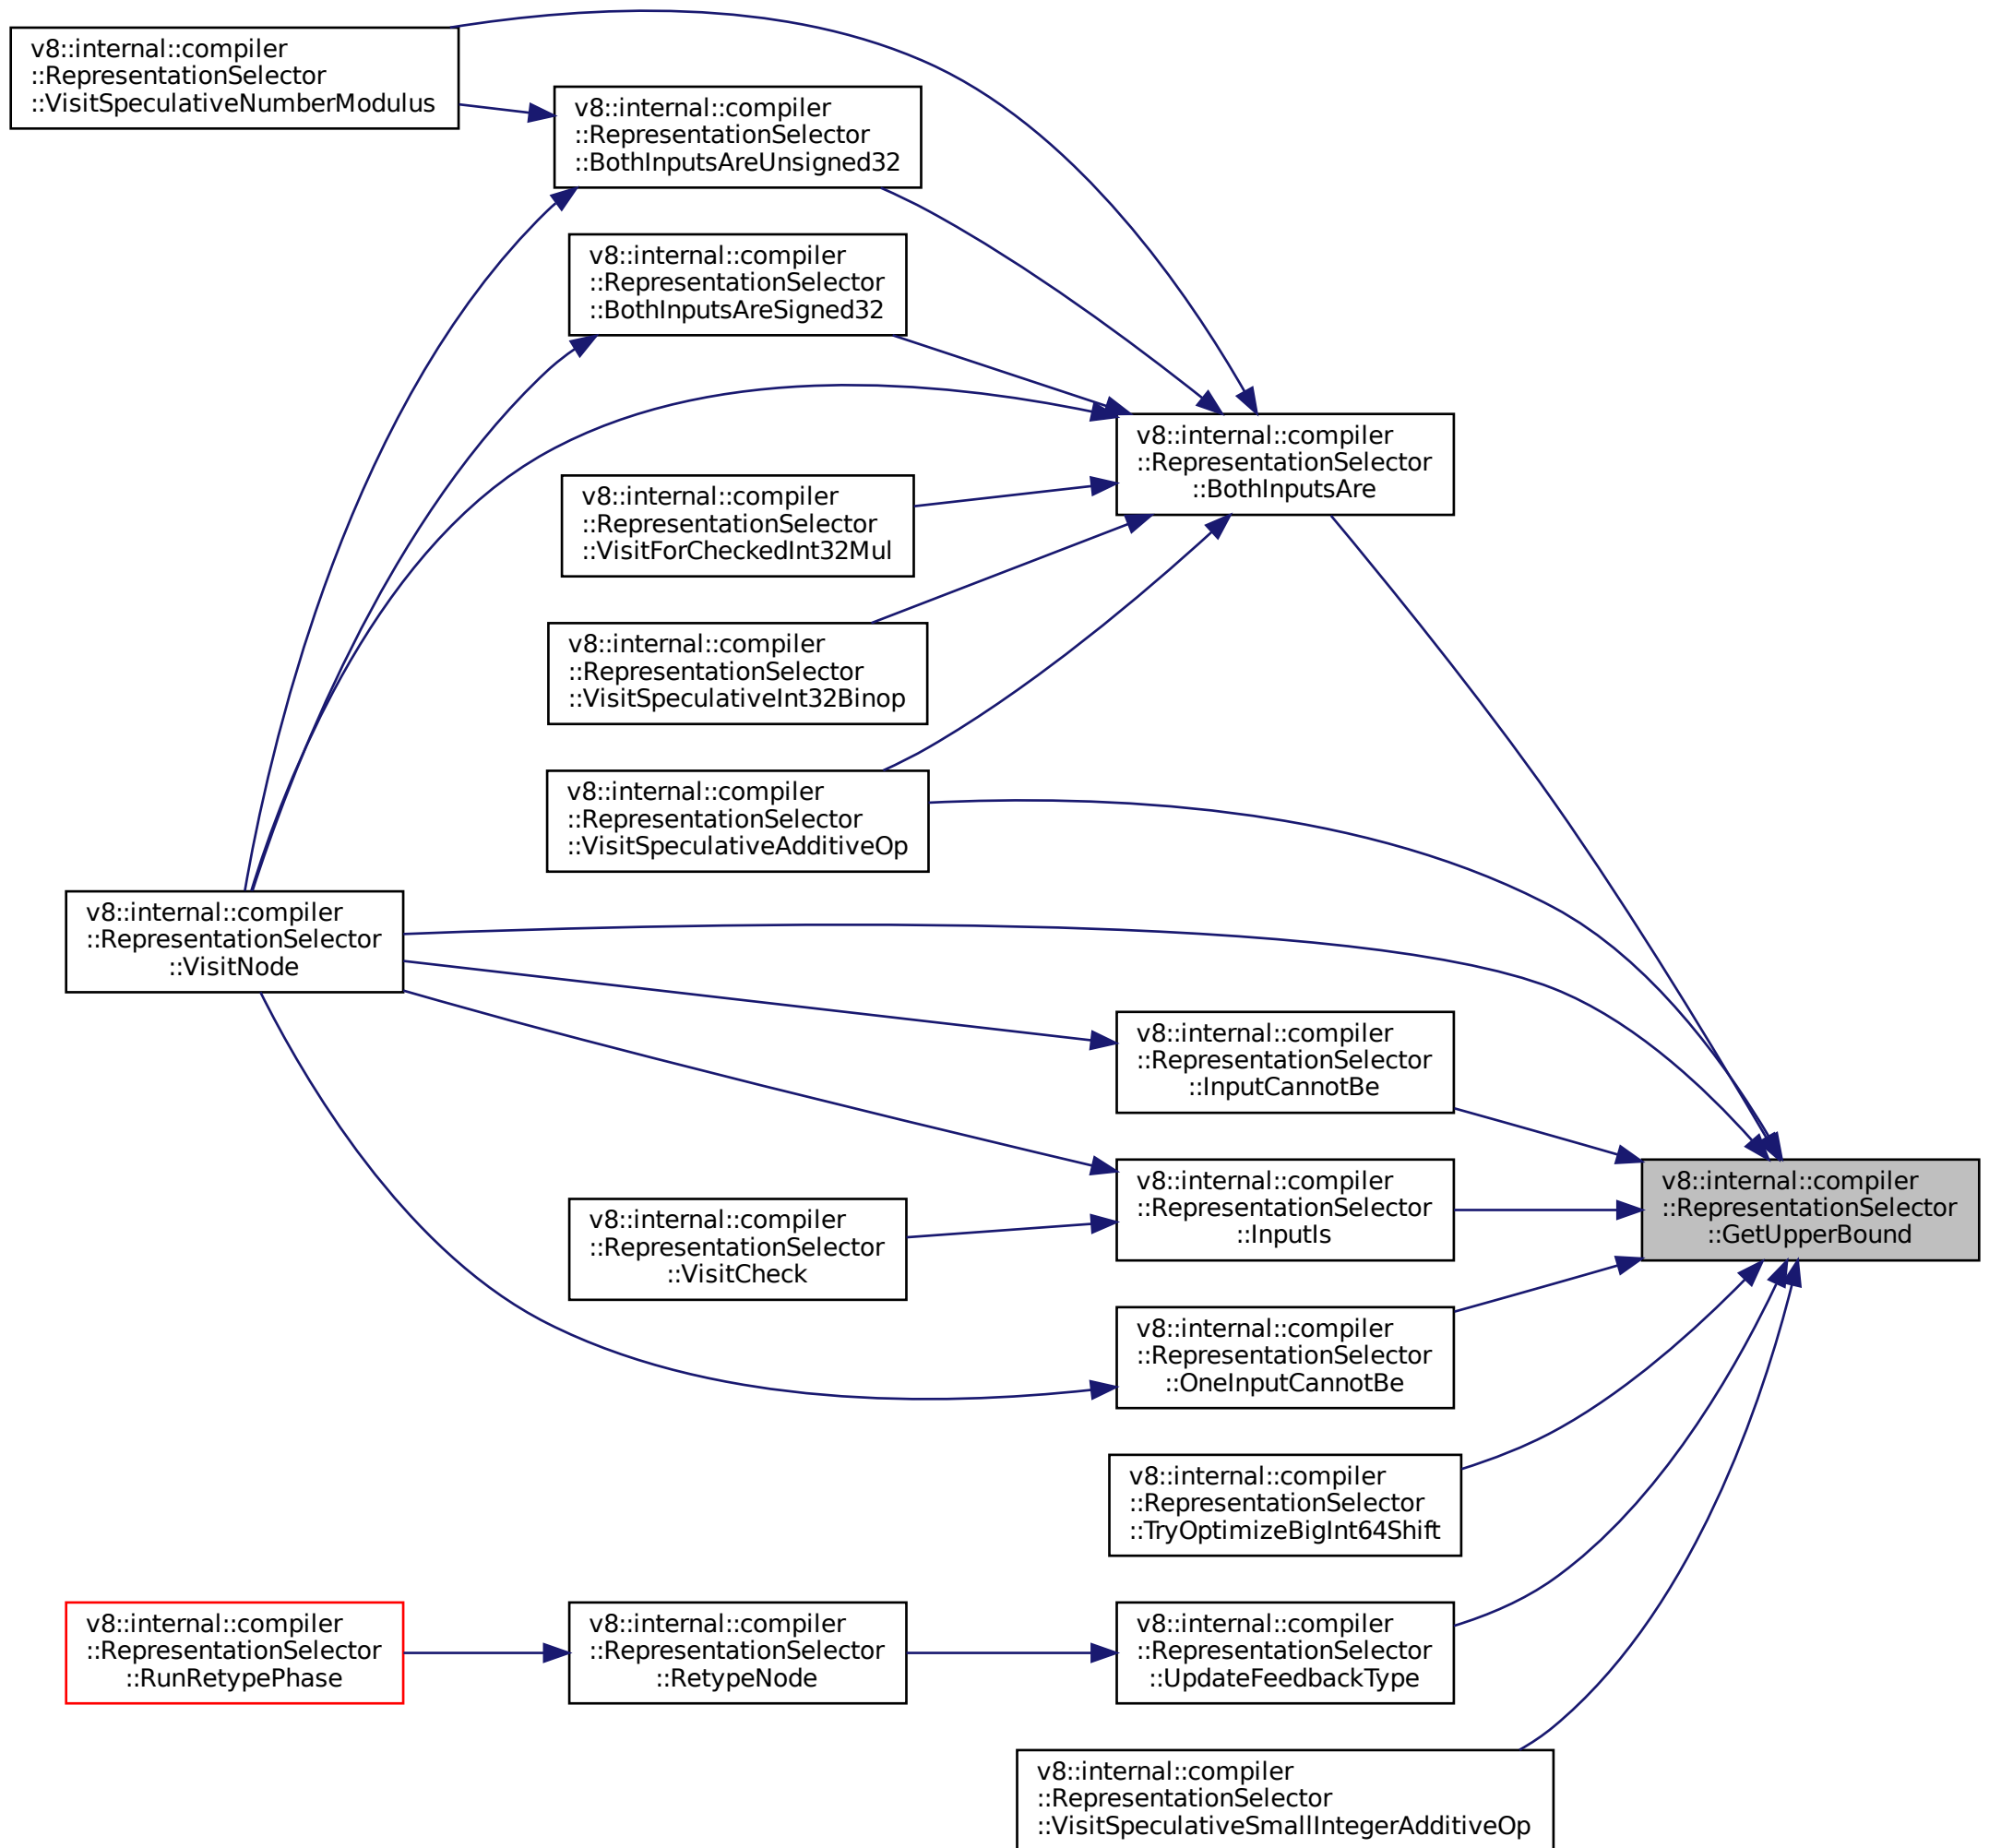 v8::internal::compiler
::RepresentationSelector
::VisitSpeculativeNumberModulus
v8::internal::compiler
::RepresentationSelector
::BothInputsAreUnsigned32
v8::internal::compiler
::RepresentationSelector
::BothInputsAreSigned32
v8::internal::compiler
::RepresentationSelector
::BothInputsAre
v8::internal::compiler
::RepresentationSelector
::VisitForCheckedInt32Mul
v8::internal::compiler
::RepresentationSelector
::VisitSpeculativeInt32Binop
v8::internal::compiler
::RepresentationSelector
::VisitSpeculativeAdditiveOp
v8::internal::compiler
::RepresentationSelector
::VisitNode
v8::internal::compiler
::RepresentationSelector
::InputCannotBe
v8::internal::compiler
::RepresentationSelector
::InputIs
v8::internal::compiler
::RepresentationSelector
::GetUpperBound
v8::internal::compiler
::RepresentationSelector
::VisitCheck
v8::internal::compiler
::RepresentationSelector
::OneInputCannotBe
v8::internal::compiler
::RepresentationSelector
::TryOptimizeBigInt64Shift
v8::internal::compiler
::RepresentationSelector
::RunRetypePhase
v8::internal::compiler
::RepresentationSelector
::RetypeNode
v8::internal::compiler
::RepresentationSelector
::UpdateFeedbackType
v8::internal::compiler
::RepresentationSelector
::VisitSpeculativeSmallIntegerAdditiveOp